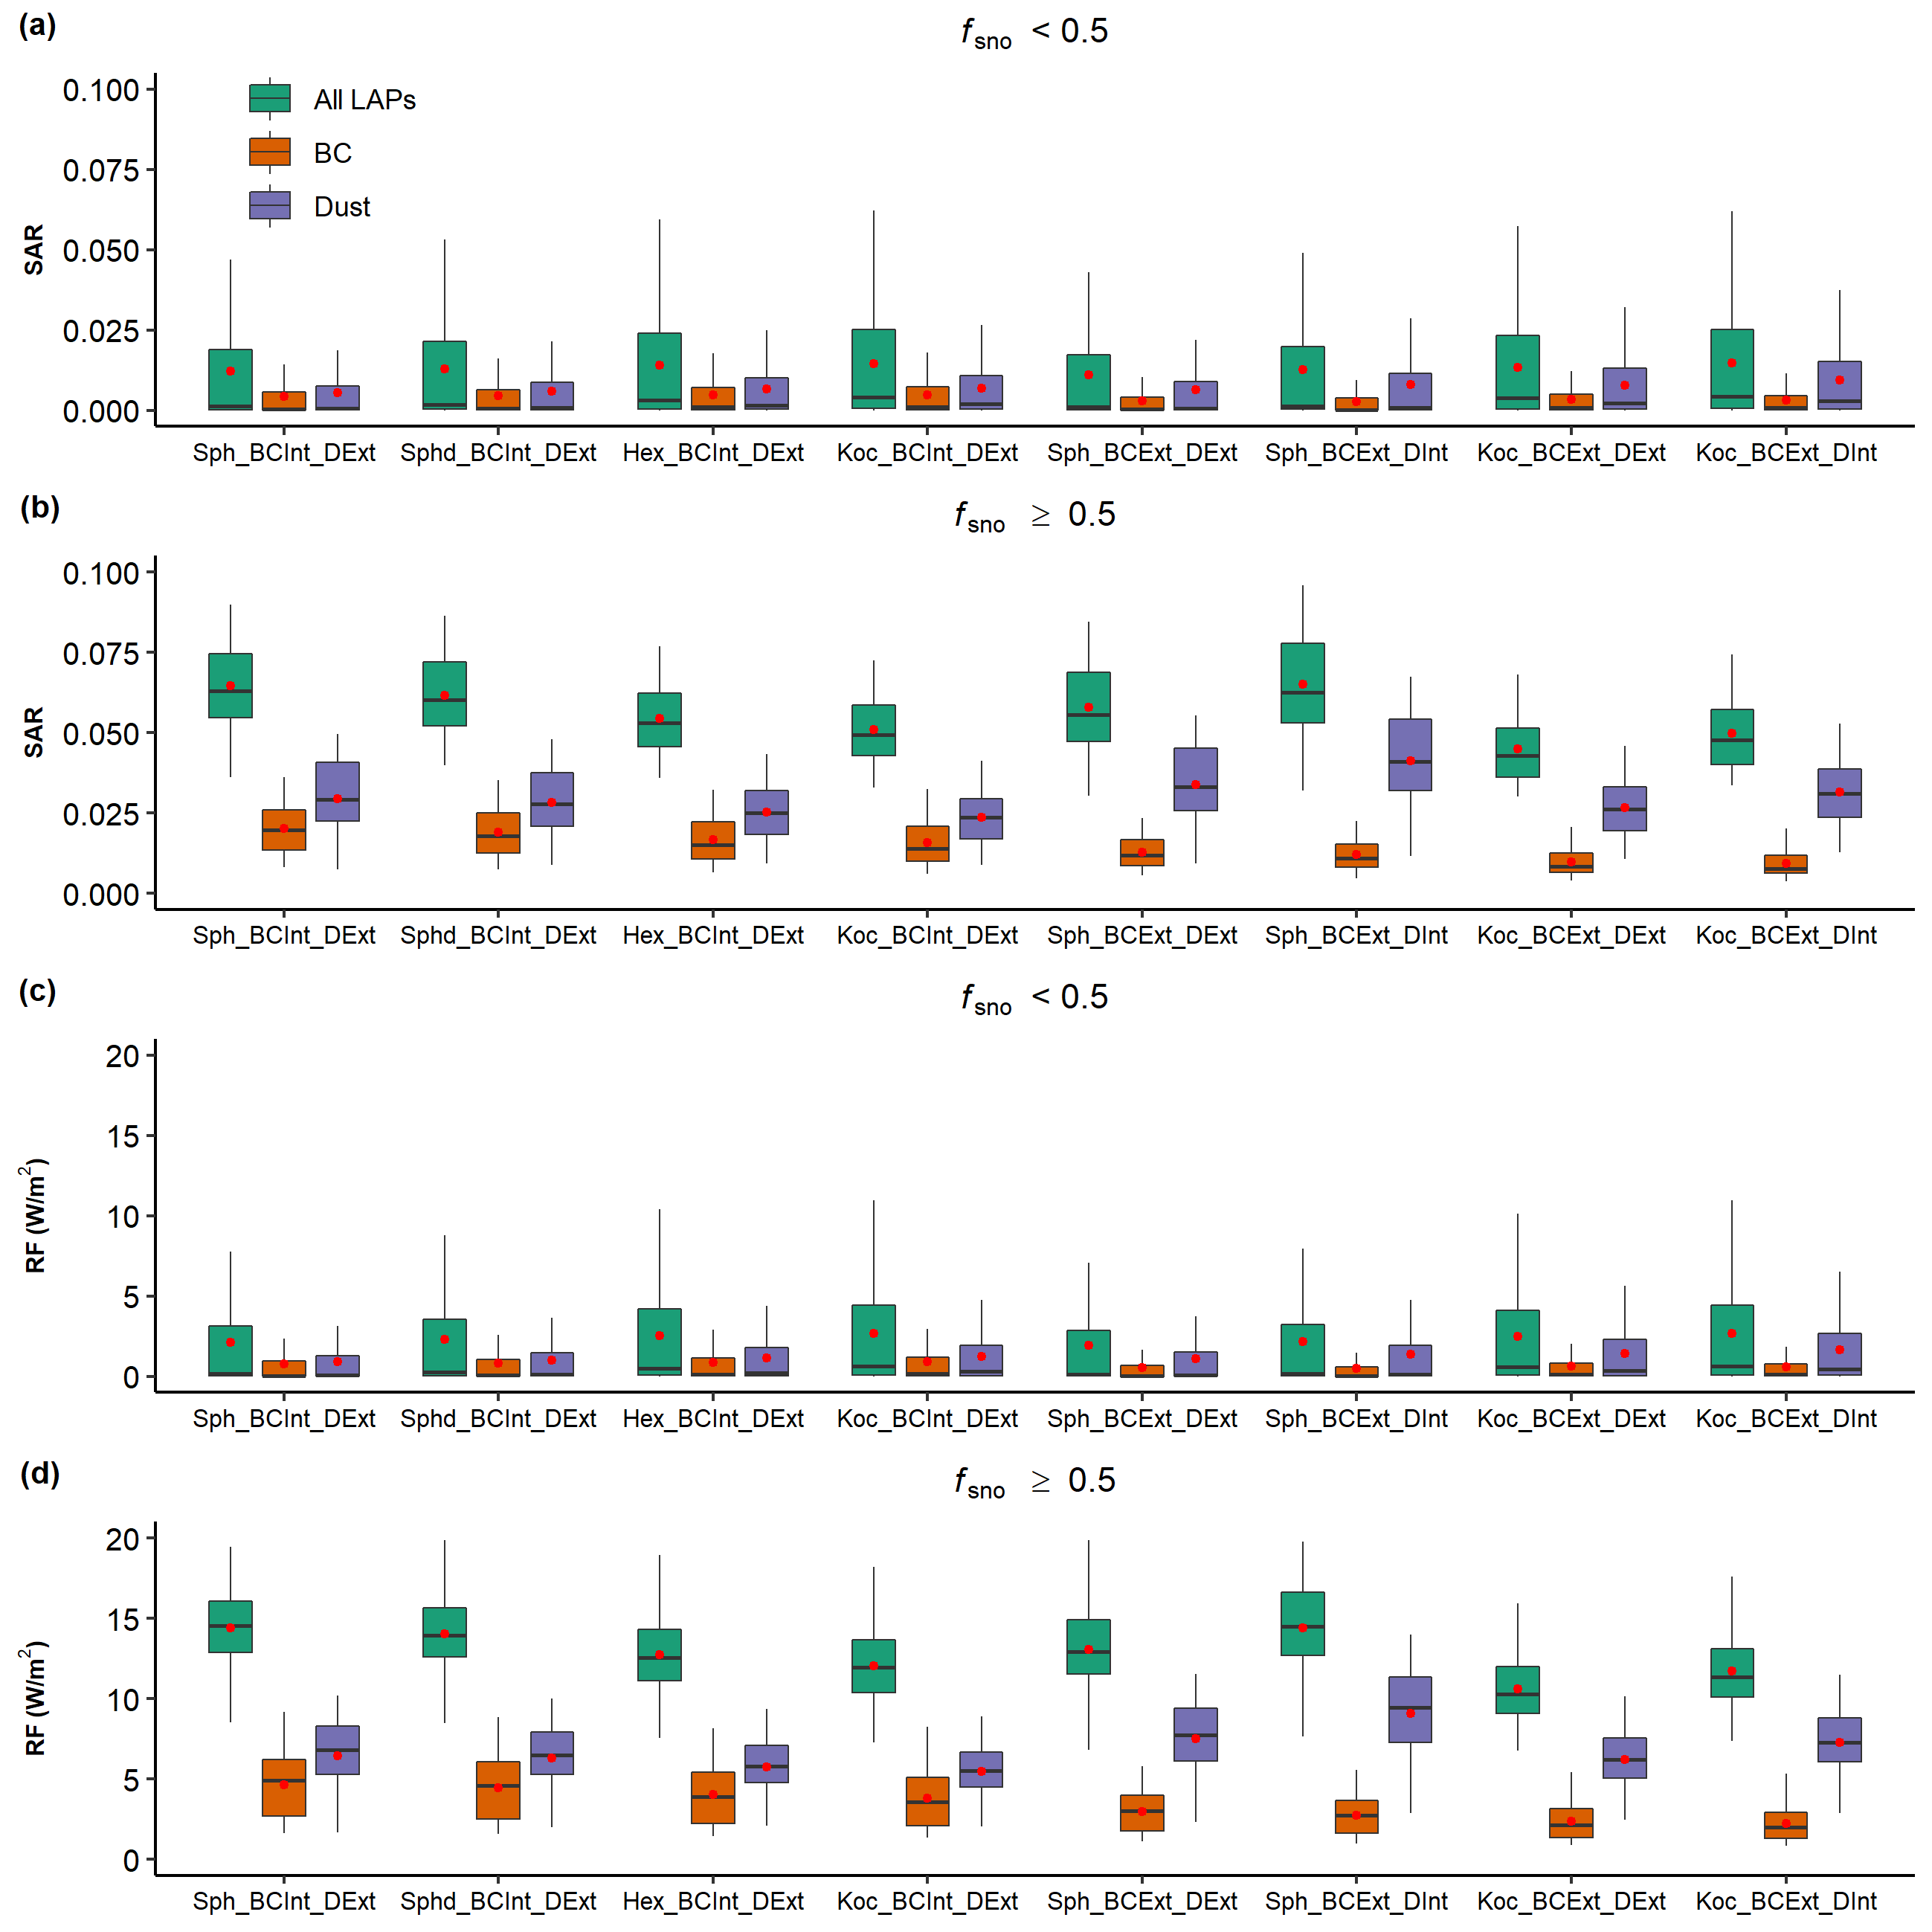 (a)
fsno < 0.5
0.100
0.075
0.050
0.025
0.000
SAR
All LAPs
BC
Dust
Sph_BCInt_DExt Sphd_BCInt_DExt Hex_BCInt_DExt Koc_BCInt_DExt Sph_BCExt_DExt Sph_BCExt_DInt Koc_BCExt_DExt Koc_BCExt_DInt
(b)
fsno ≥ 0.5
0.100
0.075
0.050
0.025
0.000
SAR
Sph_BCInt_DExt Sphd_BCInt_DExt Hex_BCInt_DExt Koc_BCInt_DExt Sph_BCExt_DExt Sph_BCExt_DInt Koc_BCExt_DExt Koc_BCExt_DInt
(c)
fsno < 0.5
20
15
10
5
0
RF (W/m²)
Sph_BCInt_DExt Sphd_BCInt_DExt Hex_BCInt_DExt Koc_BCInt_DExt Sph_BCExt_DExt Sph_BCExt_DInt Koc_BCExt_DExt Koc_BCExt_DInt
(d)
fsno ≥ 0.5
20
15
10
5
0
RF (W/m²)
Sph_BCInt_DExt Sphd_BCInt_DExt Hex_BCInt_DExt Koc_BCInt_DExt Sph_BCExt_DExt Sph_BCExt_DInt Koc_BCExt_DExt Koc_BCExt_DInt